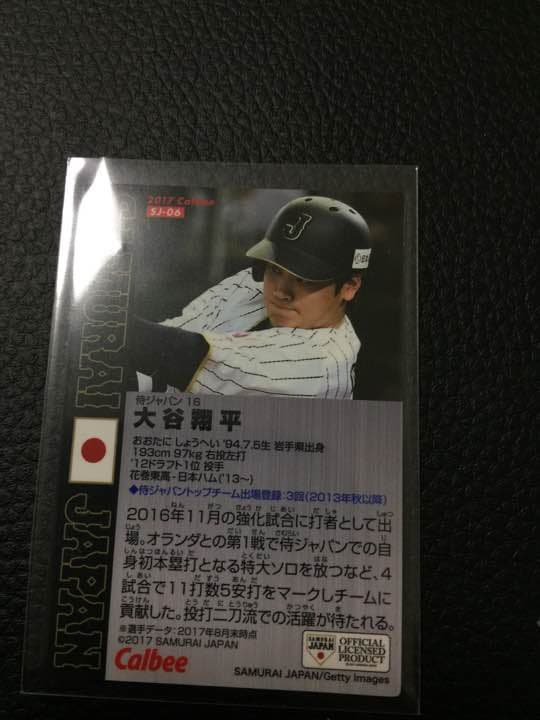 2017 Calbee
SJ-06
J
SAMURAI JAPAN
侍ジャパン 16
大谷翔平
おおたに しょうへい '94.7.5生 岩手県出身
193cm 97kg 右投左打
'12ドラフト1位 投手
花巻東高-日本ハム('13~)
◆侍ジャパントップチーム出場登録:3回(2013年秋以降)
2016年11月の強化試合に打者として出
場。オランダとの第1戦で侍ジャパンでの自
身初本塁打となる特大ソロを放つなど、4
試合で11打数5安打をマークしチームに
貢献した。投打二刀流での活躍が待たれる。
※選手データ:2017年8月末時点
©2017 SAMURAI JAPAN
Calbee
SAMURAI
JAPAN
OFFICIAL
LICENSED
PRODUCT
SAMURAI JAPAN/Getty Images